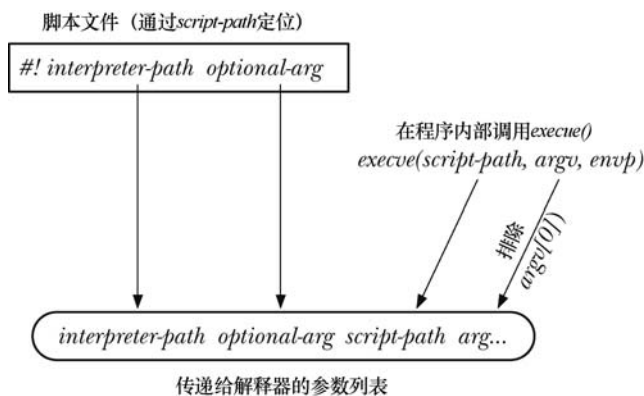 脚本文件（通过script-path定位）
#! interpreter-path optional-arg
在程序内部调用execue()
execve(script-path, argv, envp)
排除
argv[0]()
interpreter-path optional-arg script-path arg...
传递给解释器的参数列表